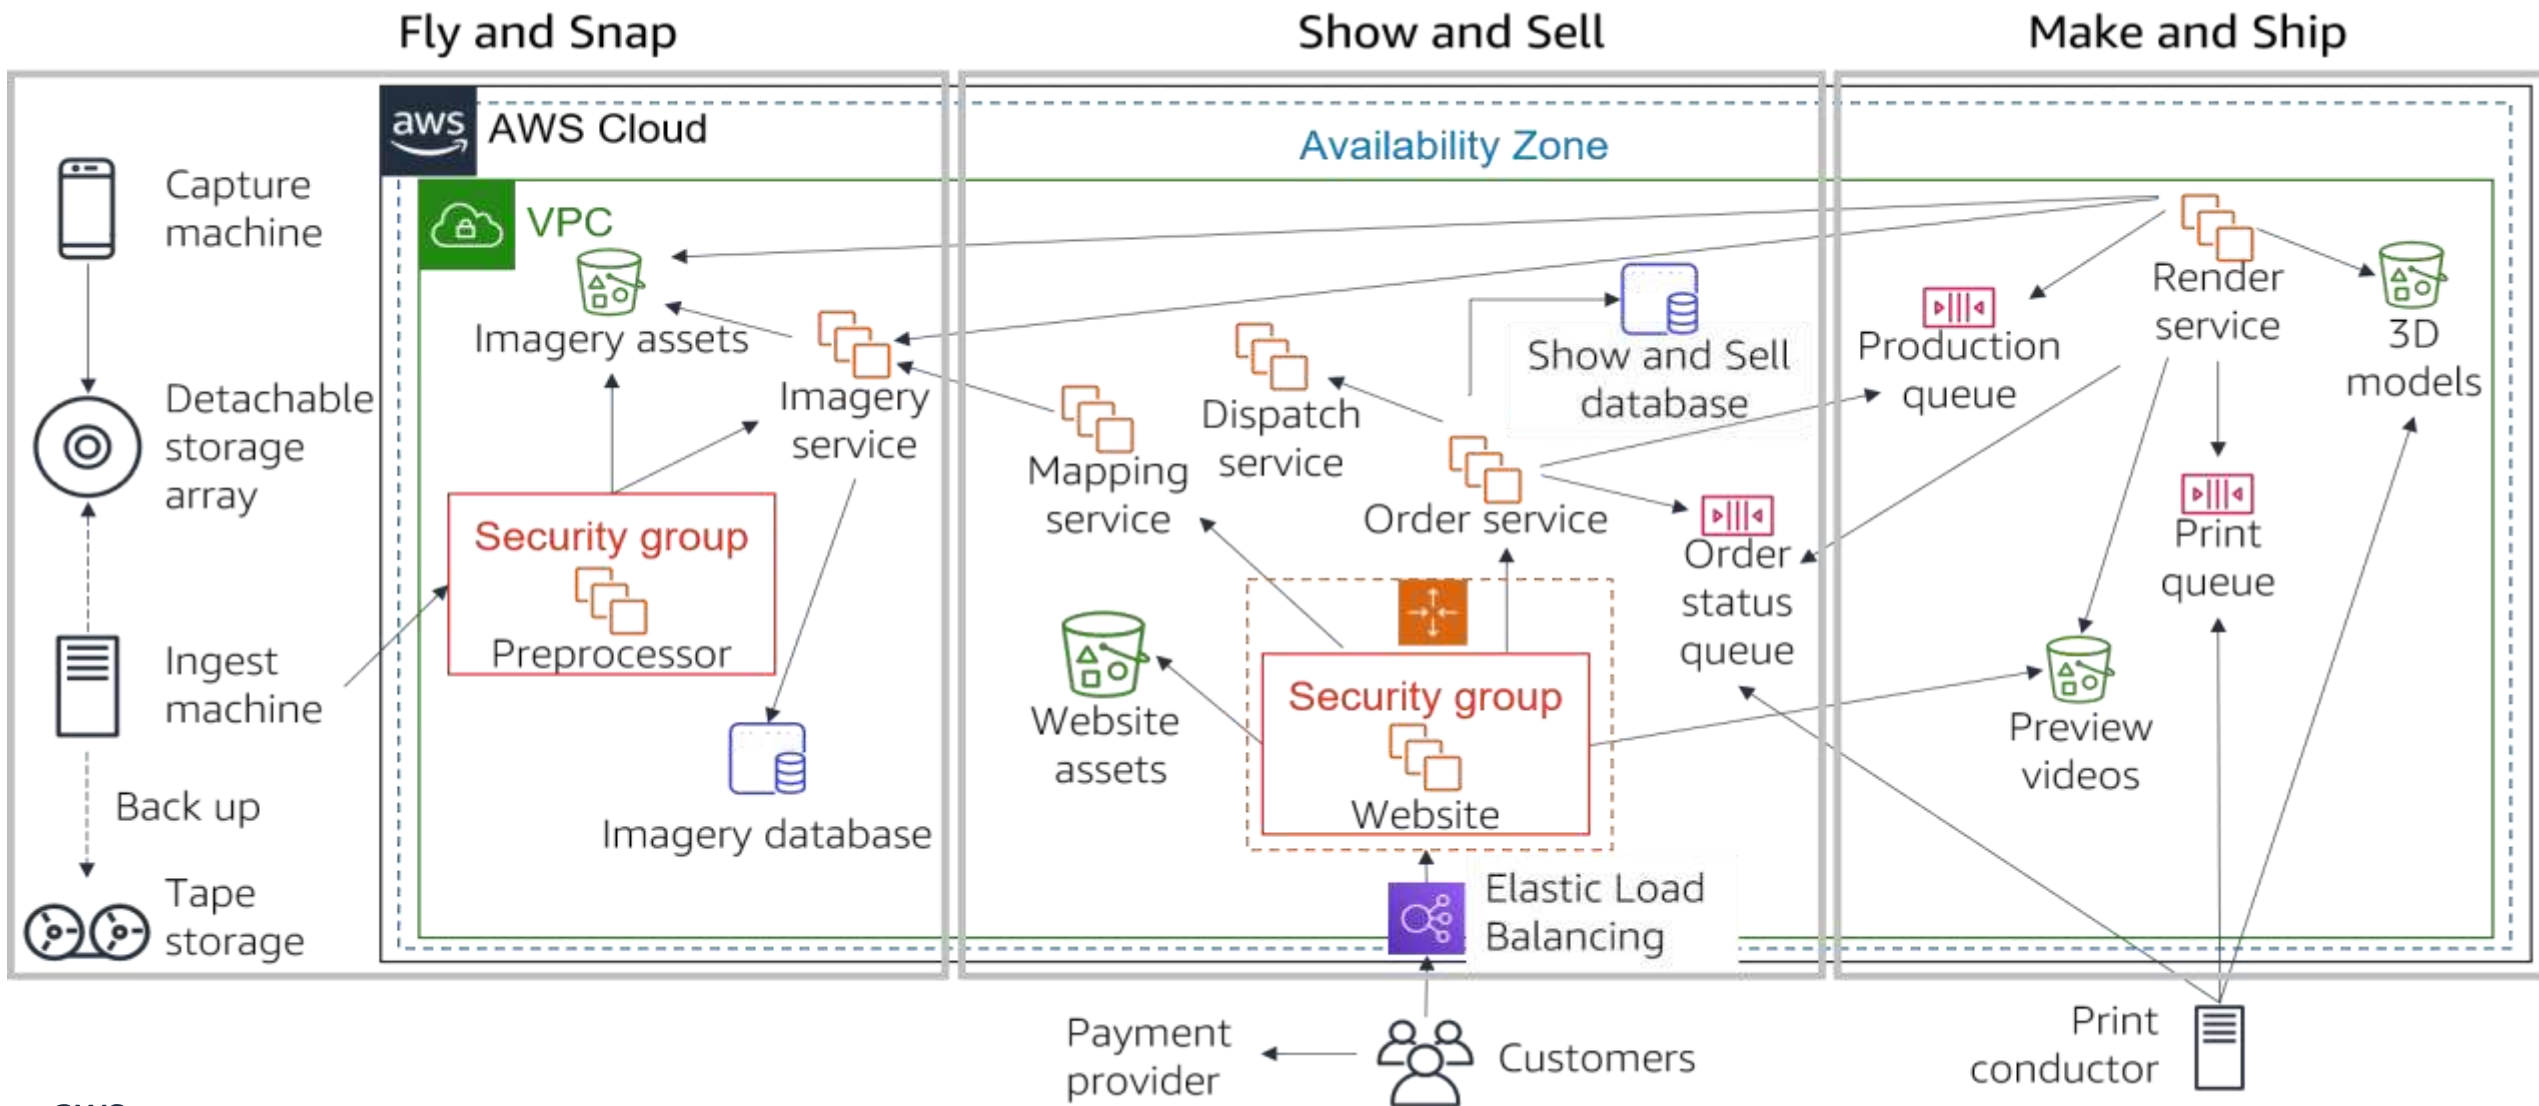 Fly and Snap
Show and Sell
Make and Ship
aws
AWS Cloud
Availability Zone
VPC
Capture
machine
Detachable
storage
array
Ingest
machine
Back up
Tape
storage
Imagery assets
Imagery
service
Security group
Preprocessor
Imagery database
Mapping
service
Dispatch
service
Show and Sell
database
Order service
Order
status
queue
Website
assets
Security group
Website
Elastic Load
Balancing
Payment
provider
Customers
Render
service
Production
queue
3D
models
Print
queue
Preview
videos
Print
conductor
aws